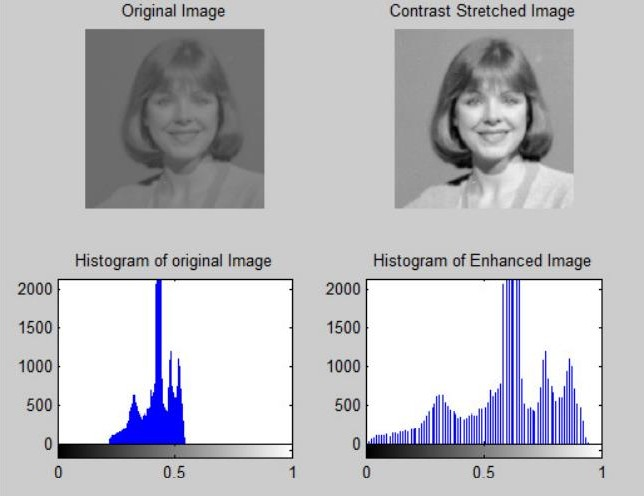 Original Image
Contrast Stretched Image
Histogram of original Image
Histogram of Enhanced Image
2000
1500
1000
500
0
0 0.5 1
2000
1500
1000
500
0
0 0.5 1